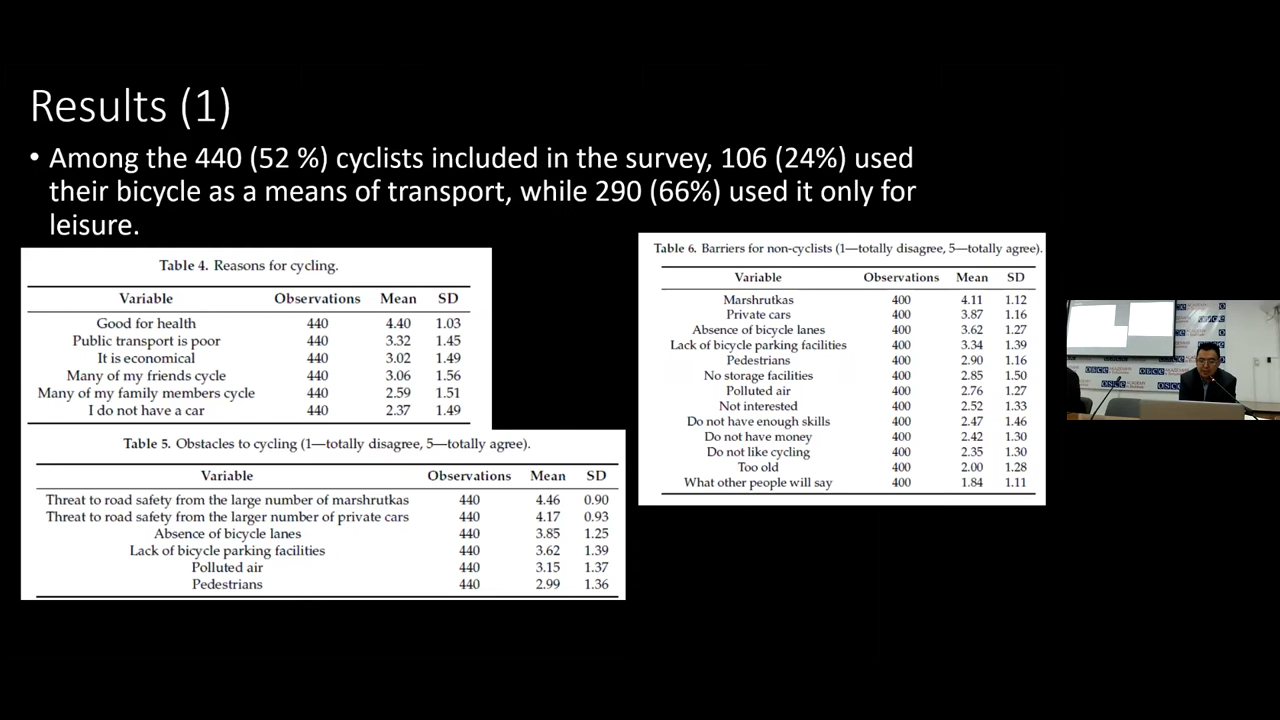 Results (1)
• Among the 440 (52 %) cyclists included in the survey, 106 (24%) used
their bicycle as a means of transport, while 290 (66%) used it only for
leisure.
Table 4. Reasons for cycling.
Variable Observations Mean SD
Good for health 440 4.40 1.03
Public transport is poor 440 3.32 1.45
It is economical 440 3.02 1.49
Many of my friends cycle 440 3.06 1.56
Many of my family members cycle 440 2.59 1.51
I do not have a car 440 2.37 1.49
Table 5. Obstacles to cycling (1—totally disagree, 5—totally agree).
Variable Observations Mean SD
Threat to road safety from the large number of marshrutkas 440 4.46 0.90
Threat to road safety from the larger number of private cars 440 4.17 0.93
Absence of bicycle lanes 440 3.85 1.25
Lack of bicycle parking facilities 440 3.62 1.39
Polluted air 440 3.15 1.37
Pedestrians 440 2.99 1.36
Table 6. Barriers for non-cyclists (1—totally disagree, 5—totally agree).
Variable Observations Mean SD
Marshrutkas 400 4.11 1.12
Private cars 400 3.87 1.16
Absence of bicycle lanes 400 3.62 1.27
Lack of bicycle parking facilities 400 3.34 1.39
Pedestrians 400 2.90 1.16
No storage facilities 400 2.85 1.50
Polluted air 400 2.76 1.27
Not interested 400 2.52 1.33
Do not have enough skills 400 2.47 1.46
Do not have money 400 2.42 1.30
Do not like cycling 400 2.35 1.30
Too old 400 2.00 1.28
What other people will say 400 1.84 1.11
osce